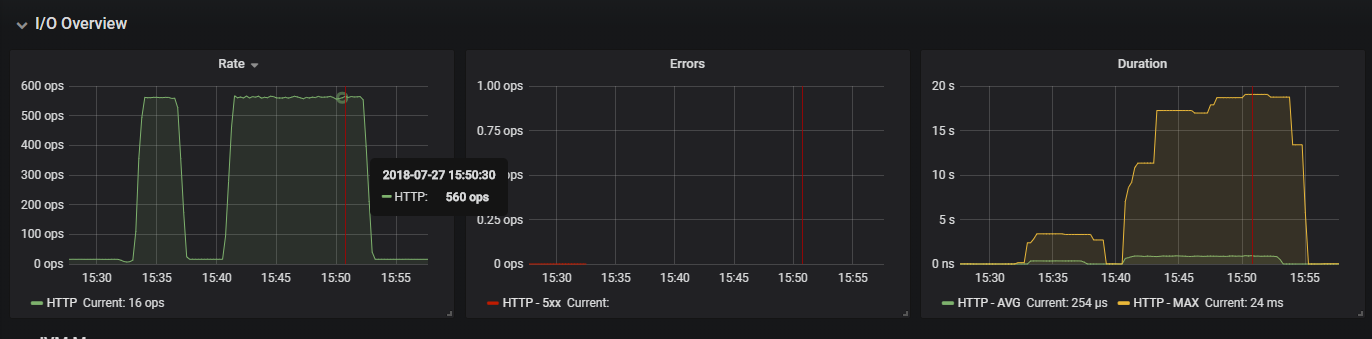 I/O Overview
Rate
600 ops
500 ops
400 ops
300 ops
200 ops
100 ops
0 ops
15:30 15:35 15:40 15:45 15:50 15:55
HTTP Current: 16 ops
2018-07-27 15:50:30
HTTP: 560 ops
Errors
1.00 ops
0.75 ops
ops
0.25 ops
0 ops
15:30 15:35 15:40 15:45 15:50 15:55
HTTP - 5xx Current:
Duration
20 s
15 s
10 s
5 s
0 ns
15:30 15:35 15:40 15:45 15:50 15:55
HTTP - AVG Current: 254 µs HTTP - MAX Current: 24 ms